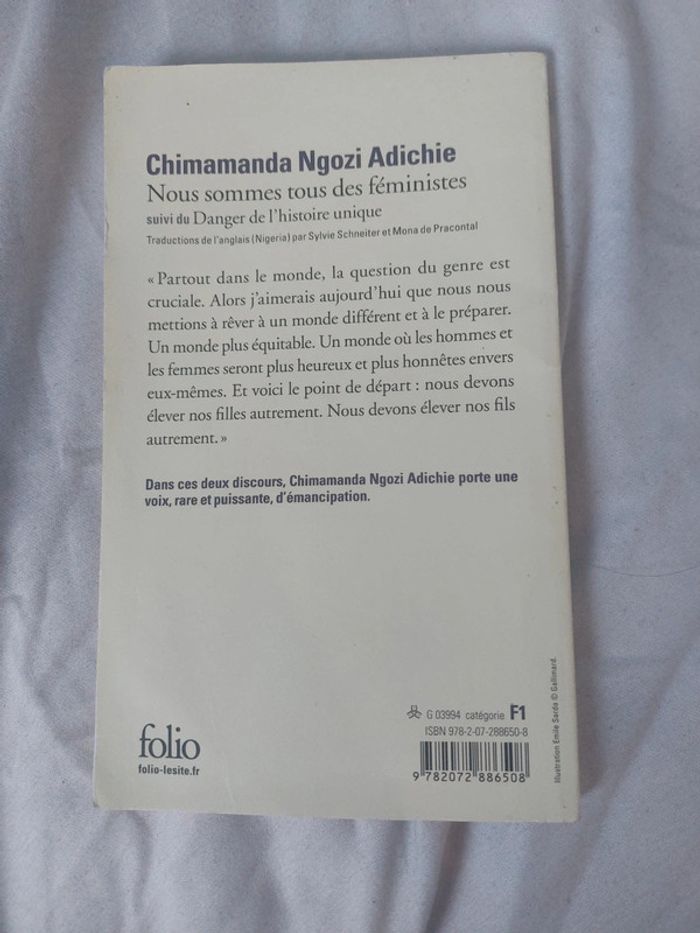 Chimamanda Ngozi Adichie
Nous sommes tous des féministes
suivi du Danger de l'histoire unique
Traductions de l'anglais (Nigeria) par Sylvie Schneiter et Mona de Pracontal
« Partout dans le monde, la question du genre est
cruciale. Alors j'aimerais aujourd'hui que nous nous
mettions à rêver à un monde différent et à le préparer.
Un monde plus équitable. Un monde où les hommes et
les femmes seront plus heureux et plus honnêtes envers
eux-mêmes. Et voici le point de départ : nous devons
élever nos filles autrement. Nous devons élever nos fils
autrement. »
Dans ces deux discours, Chimamanda Ngozi Adichie porte une
voix, rare et puissante, d'émancipation.
folio
folio-lesite.fr
G 03994 catégorie F1
ISBN 978-2-07-288650-8
9 782072 886508
Illustration Emile Sarda © Gallimard.